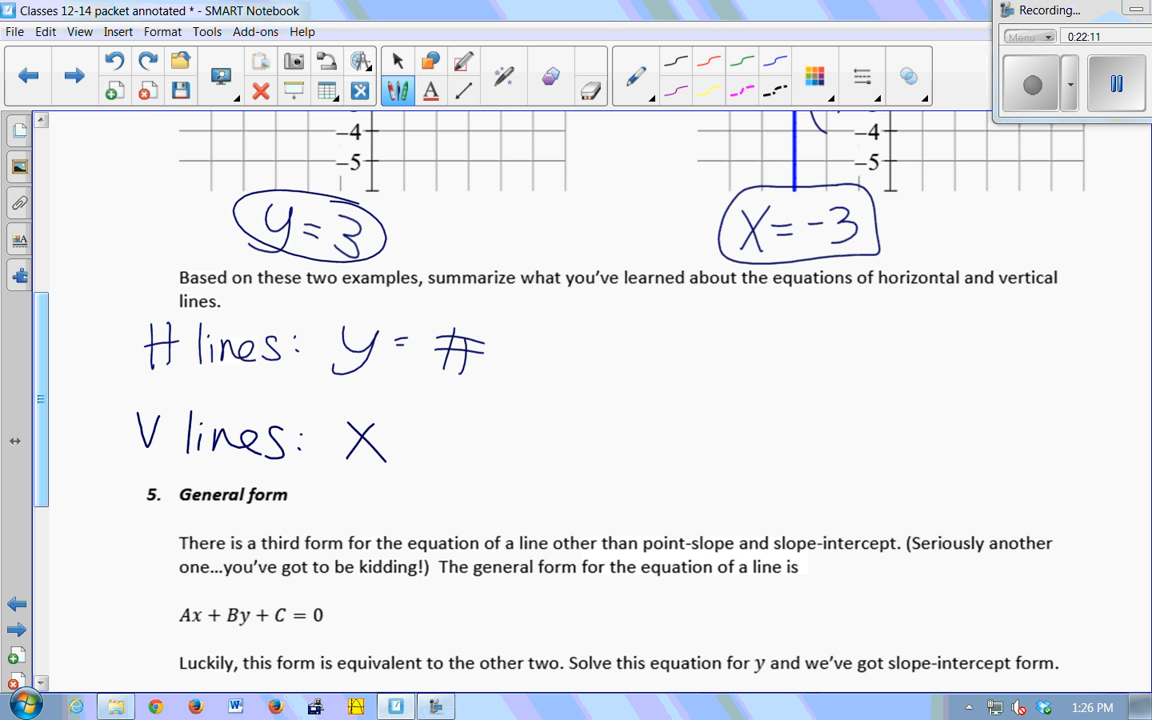 Classes 12-14 packet annotated * - SMART Notebook
Recording...
File Edit View Insert Format Tools Add-ons Help
Menu 0:22:11
-4 -4
-5 -5
y = 3 x = -3
Based on these two examples, summarize what you've learned about the equations of horizontal and vertical
lines.
H lines: y = #
V lines: x
5. General form
There is a third form for the equation of a line other than point-slope and slope-intercept. (Seriously another
one...you've got to be kidding!) The general form for the equation of a line is
Ax + By + C = 0
Luckily, this form is equivalent to the other two. Solve this equation for y and we've got slope-intercept form.
1:26 PM